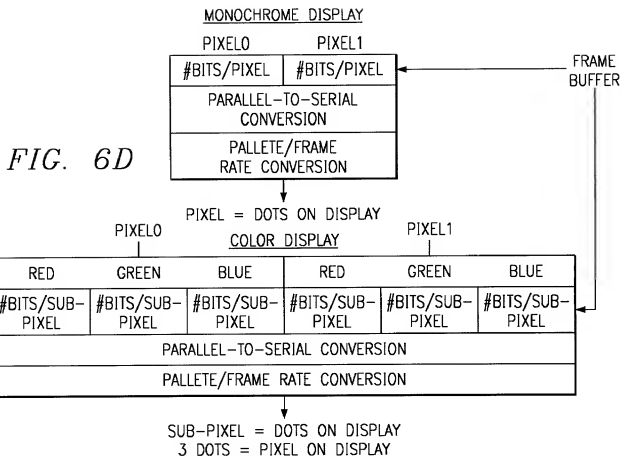 MONOCHROME DISPLAY
PIXEL0 PIXEL1
#BITS/PIXEL #BITS/PIXEL
FRAME
BUFFER
PARALLEL-TO-SERIAL
CONVERSION
PALLETE/FRAME
RATE CONVERSION
FIG. 6D
PIXEL = DOTS ON DISPLAY
PIXEL0 PIXEL1
COLOR DISPLAY
RED GREEN BLUE RED GREEN BLUE
#BITS/SUB- #BITS/SUB- #BITS/SUB- #BITS/SUB- #BITS/SUB- #BITS/SUB-
PIXEL PIXEL PIXEL PIXEL PIXEL PIXEL
PARALLEL-TO-SERIAL CONVERSION
PALLETE/FRAME RATE CONVERSION
SUB-PIXEL = DOTS ON DISPLAY
3 DOTS = PIXEL ON DISPLAY